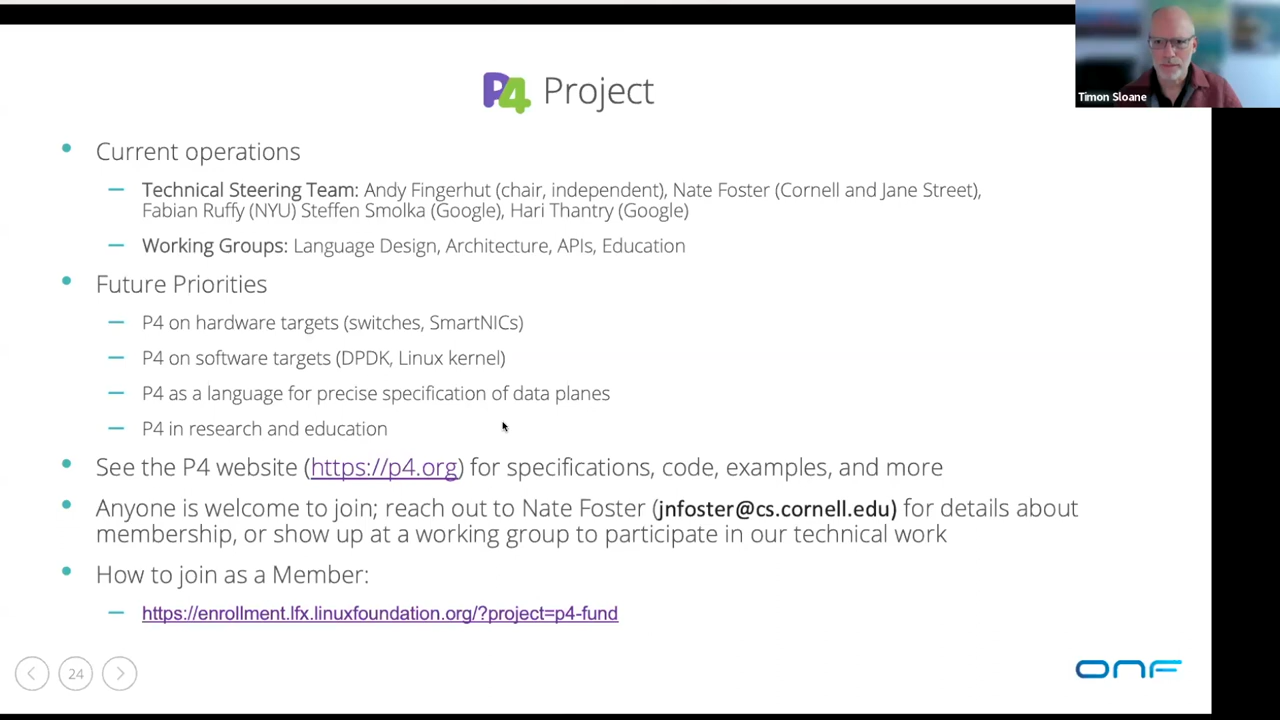 P4 Project
Timon Sloane
• Current operations
— Technical Steering Team: Andy Fingerhut (chair, independent), Nate Foster (Cornell and Jane Street),
Fabian Ruffy (NYU) Steffen Smolka (Google), Hari Thantry (Google)
— Working Groups: Language Design, Architecture, APIs, Education
• Future Priorities
— P4 on hardware targets (switches, SmartNICs)
— P4 on software targets (DPDK, Linux kernel)
— P4 as a language for precise specification of data planes
— P4 in research and education
• See the P4 website (https://p4.org) for specifications, code, examples, and more
• Anyone is welcome to join; reach out to Nate Foster (jnfoster@cs.cornell.edu) for details about
membership, or show up at a working group to participate in our technical work
• How to join as a Member:
— https://enrollment.lfx.linuxfoundation.org/?project=p4-fund
24
ONF